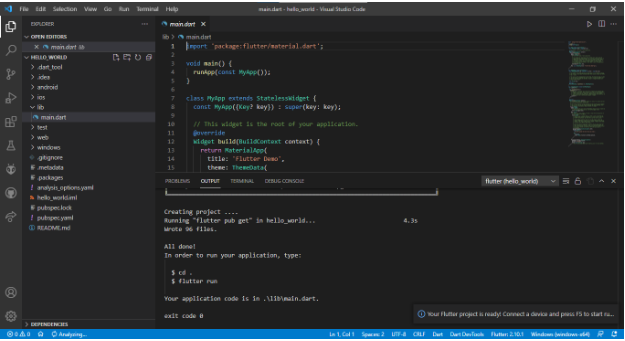 File Edit Selection View Go Run Terminal Help
main.dart - hello_world - Visual Studio Code
EXPLORER
OPEN EDITORS
main.dart lib
HELLO_WORLD
.dart_tool
.idea
android
ios
lib
main.dart
test
web
windows
.gitignore
.metadata
.packages
analysis_options.yaml
hello_world.iml
pubspec.lock
pubspec.yaml
README.md
DEPENDENCIES
main.dart
lib > main.dart
1 import 'package:flutter/material.dart';
2
3 void main() {
4 runApp(const MyApp());
5 }
6
7 class MyApp extends StatelessWidget {
8 const MyApp({Key? key}) : super(key: key);
9
10 // This widget is the root of your application.
11 @override
12 Widget build(BuildContext context) {
13 return MaterialApp(
14 title: 'Flutter Demo',
15 theme: ThemeData(
PROBLEMS OUTPUT TERMINAL DEBUG CONSOLE
flutter (hello_world)
Creating project ....
Running "flutter pub get" in hello_world... 4.3s
Wrote 96 files.
All done!
In order to run your application, type:
$ cd .
$ flutter run
Your application code is in .\lib\main.dart.
exit code 0
Your Flutter project is ready! Connect a device and press F5 to start ru...
0 0 Analyzing...
Ln 1, Col 1 Spaces: 2 UTF-8 CRLF Dart Dart DevTools Flutter: 2.10.1 Windows (windows-x64)